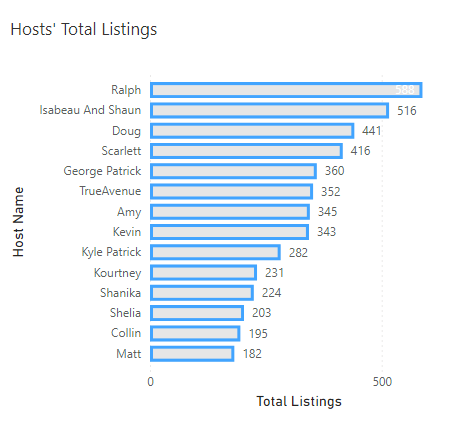 Hosts' Total Listings
Host Name
Ralph 588
Isabeau And Shaun 516
Doug 441
Scarlett 416
George Patrick 360
TrueAvenue 352
Amy 345
Kevin 343
Kyle Patrick 282
Kourtney 231
Shanika 224
Shelia 203
Collin 195
Matt 182
0 500
Total Listings